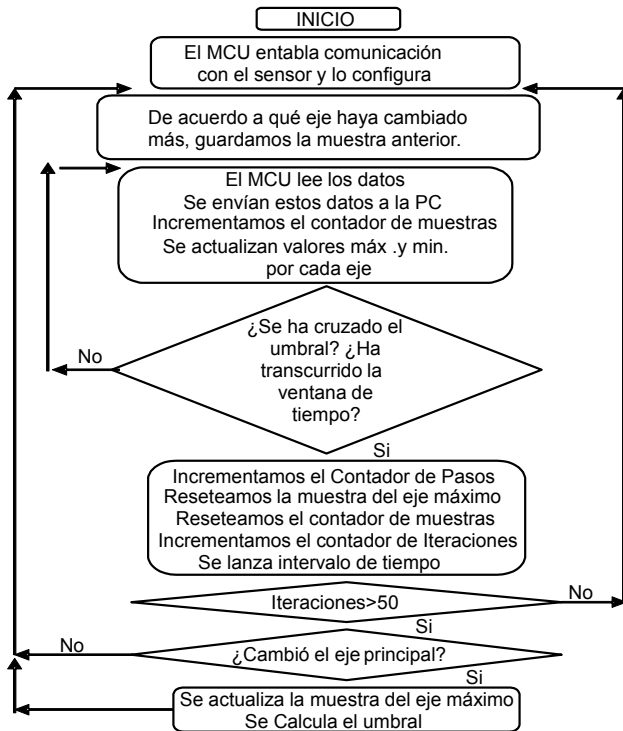 INICIO
El MCU entabla comunicación
con el sensor y lo configura
De acuerdo a qué eje haya cambiado
más, guardamos la muestra anterior.
El MCU lee los datos
Se envían estos datos a la PC
Incrementamos el contador de muestras
Se actualizan valores máx .y min.
por cada eje
¿Se ha cruzado el
umbral? ¿Ha
transcurrido la
ventana de
tiempo?
No
Si
Incrementamos el Contador de Pasos
Reseteamos la muestra del eje máximo
Reseteamos el contador de muestras
Incrementamos el contador de Iteraciones
Se lanza intervalo de tiempo
Iteraciones>50
No
Si
No
¿Cambió el eje principal?
Si
Se actualiza la muestra del eje máximo
Se Calcula el umbral